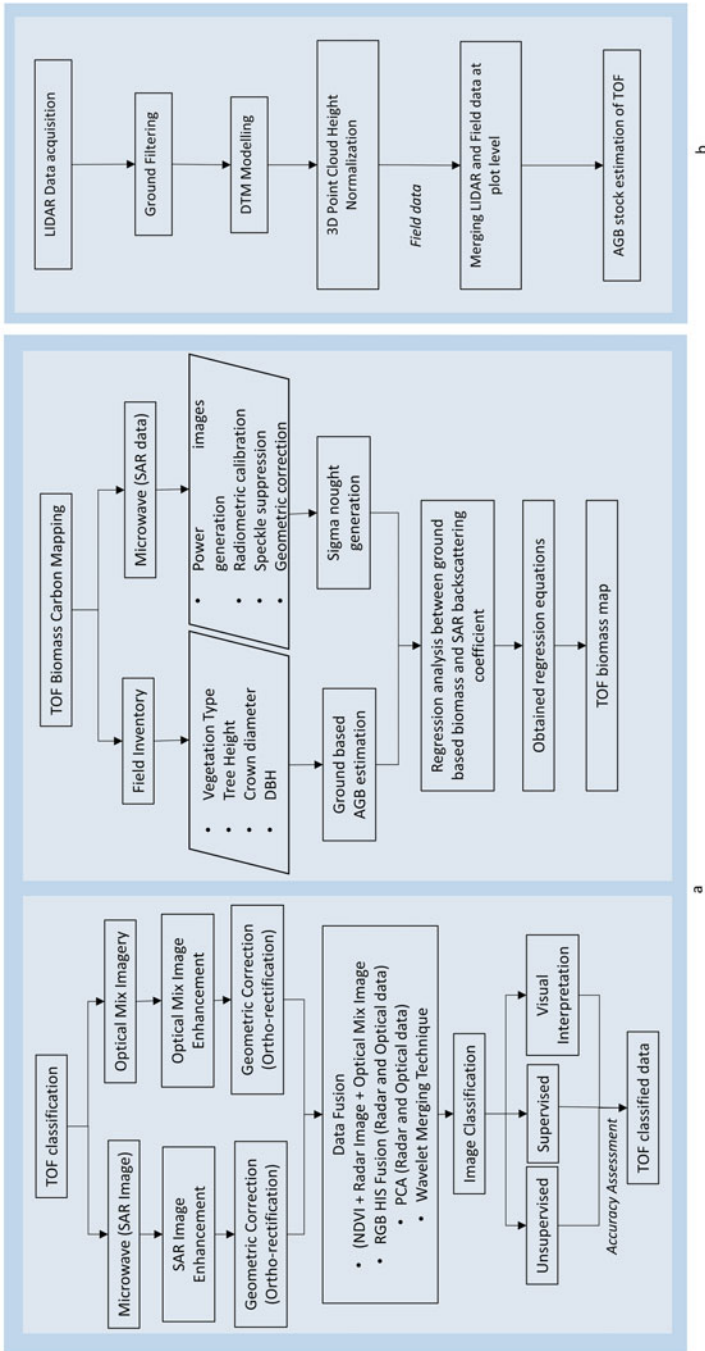 TOF classification
Microwave (SAR Image)
Optical Mix Imagery
SAR Image
Enhancement
Optical Mix Image
Enhancement
Geometric Correction
(Ortho-rectification)
Geometric Correction
(Ortho-rectification)
Data Fusion
• (NDVI + Radar Image + Optical Mix Image
• RGB HIS Fusion (Radar and Optical data)
• PCA (Radar and Optical data)
• Wavelet Merging Technique
Image Classification
Unsupervised
Supervised
Visual
Interpretation
Accuracy Assessment
TOF classified data
TOF Biomass Carbon Mapping
Field Inventory
Microwave (SAR data)
• Vegetation Type
• Tree Height
• Crown diameter
• DBH
• Power images
generation
• Radiometric calibration
• Speckle suppression
• Geometric correction
Ground based
AGB estimation
Sigma nought
generation
Regression analysis between ground
based biomass and SAR backscattering
coefficient
Obtained regression equations
TOF biomass map
a
LIDAR Data acquisition
Ground Filtering
DTM Modelling
3D Point Cloud Height
Normalization
Field data
Merging LIDAR and Field data at
plot level
AGB stock estimation of TOF